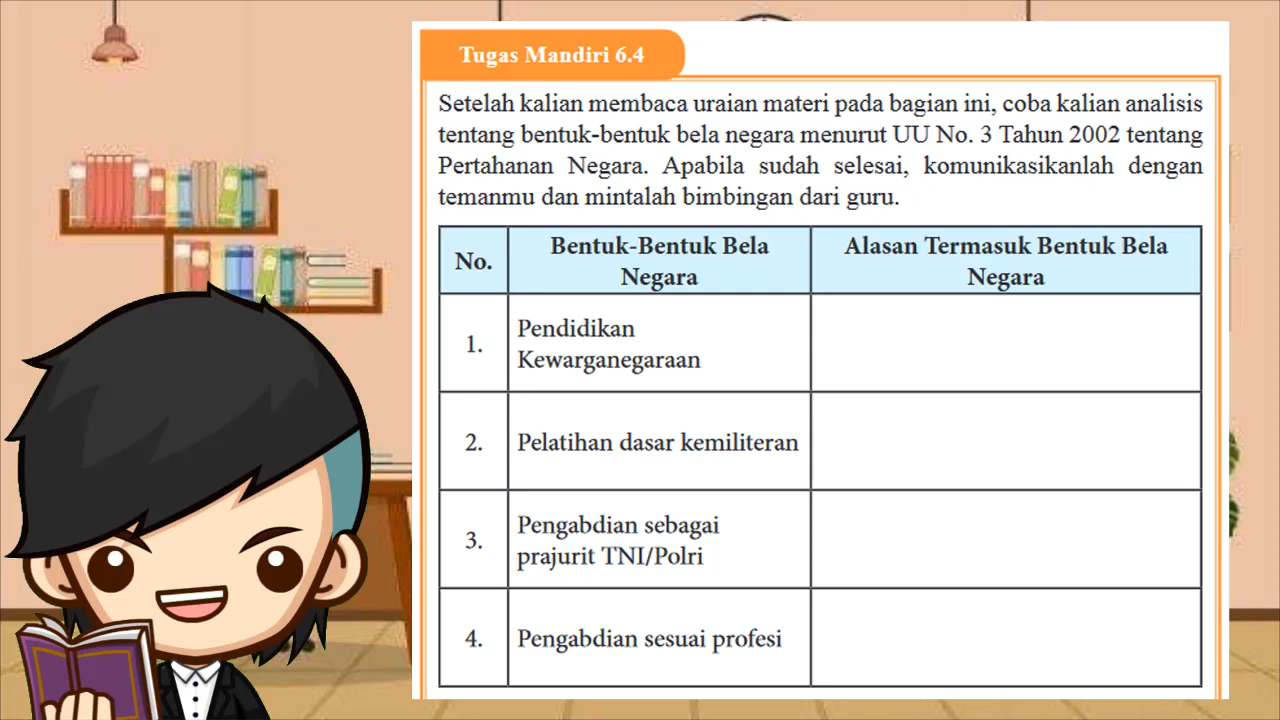 Tugas Mandiri 6.4
Setelah kalian membaca uraian materi pada bagian ini, coba kalian analisis
tentang bentuk-bentuk bela negara menurut UU No. 3 Tahun 2002 tentang
Pertahanan Negara. Apabila sudah selesai, komunikasikanlah dengan
temanmu dan mintalah bimbingan dari guru.
No.
Bentuk-Bentuk Bela
Negara
Alasan Termasuk Bentuk Bela
Negara
1.
Pendidikan
Kewarganegaraan
2.
Pelatihan dasar kemiliteran
3.
Pengabdian sebagai
prajurit TNI/Polri
4.
Pengabdian sesuai profesi